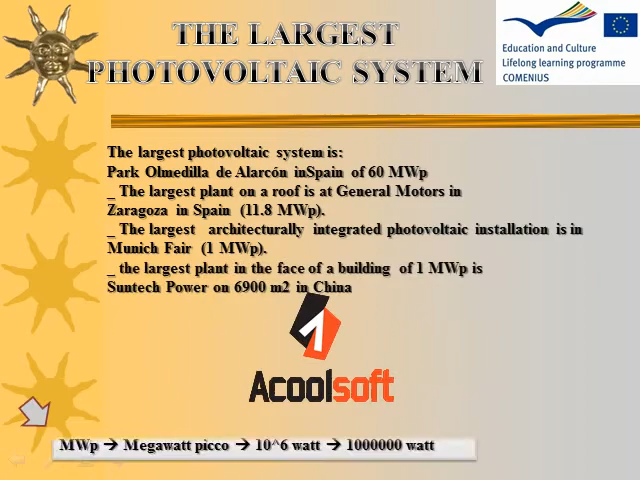 THE LARGEST
PHOTOVOLTAIC SYSTEM
Education and Culture
Lifelong learning programme
COMENIUS
The largest photovoltaic system is:
Park Olmedilla de Alarcón inSpain of 60 MWp
_ The largest plant on a roof is at General Motors in
Zaragoza in Spain (11.8 MWp).
_ The largest architecturally integrated photovoltaic installation is in
Munich Fair (1 MWp).
_ the largest plant in the face of a building of 1 MWp is
Suntech Power on 6900 m2 in China
Acoolsoft
MWp → Megawatt picco → 10^6 watt → 1000000 watt